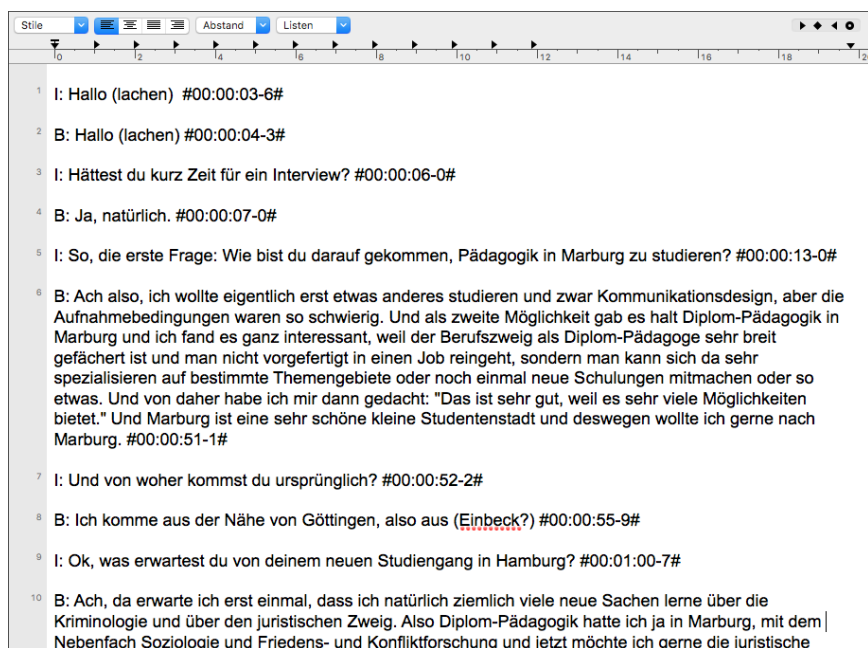 Stile Abstand Listen
0 2 4 6 8 10 12 14 16 18 2
1 I: Hallo (lachen)  #00:00:03-6#
2 B: Hallo (lachen) #00:00:04-3#
3 I: Hättest du kurz Zeit für ein Interview? #00:00:06-0#
4 B: Ja, natürlich. #00:00:07-0#
5 I: So, die erste Frage: Wie bist du darauf gekommen, Pädagogik in Marburg zu studieren? #00:00:13-0#
6 B: Ach also, ich wollte eigentlich erst etwas anderes studieren und zwar Kommunikationsdesign, aber die
Aufnahmebedingungen waren so schwierig. Und als zweite Möglichkeit gab es halt Diplom-Pädagogik in
Marburg und ich fand es ganz interessant, weil der Berufszweig als Diplom-Pädagoge sehr breit
gefächert ist und man nicht vorgefertigt in einen Job reingeht, sondern man kann sich da sehr
spezialisieren auf bestimmte Themengebiete oder noch einmal neue Schulungen mitmachen oder so
etwas. Und von daher habe ich mir dann gedacht: "Das ist sehr gut, weil es sehr viele Möglichkeiten
bietet." Und Marburg ist eine sehr schöne kleine Studentenstadt und deswegen wollte ich gerne nach
Marburg. #00:00:51-1#
7 I: Und von woher kommst du ursprünglich? #00:00:52-2#
8 B: Ich komme aus der Nähe von Göttingen, also aus (Einbeck?) #00:00:55-9#
9 I: Ok, was erwartest du von deinem neuen Studiengang in Hamburg? #00:01:00-7#
10 B: Ach, da erwarte ich erst einmal, dass ich natürlich ziemlich viele neue Sachen lerne über die
Kriminologie und über den juristischen Zweig. Also Diplom-Pädagogik hatte ich ja in Marburg, mit dem
Nebenfach Soziologie und Friedens- und Konfliktforschung und jetzt möchte ich gerne die juristische